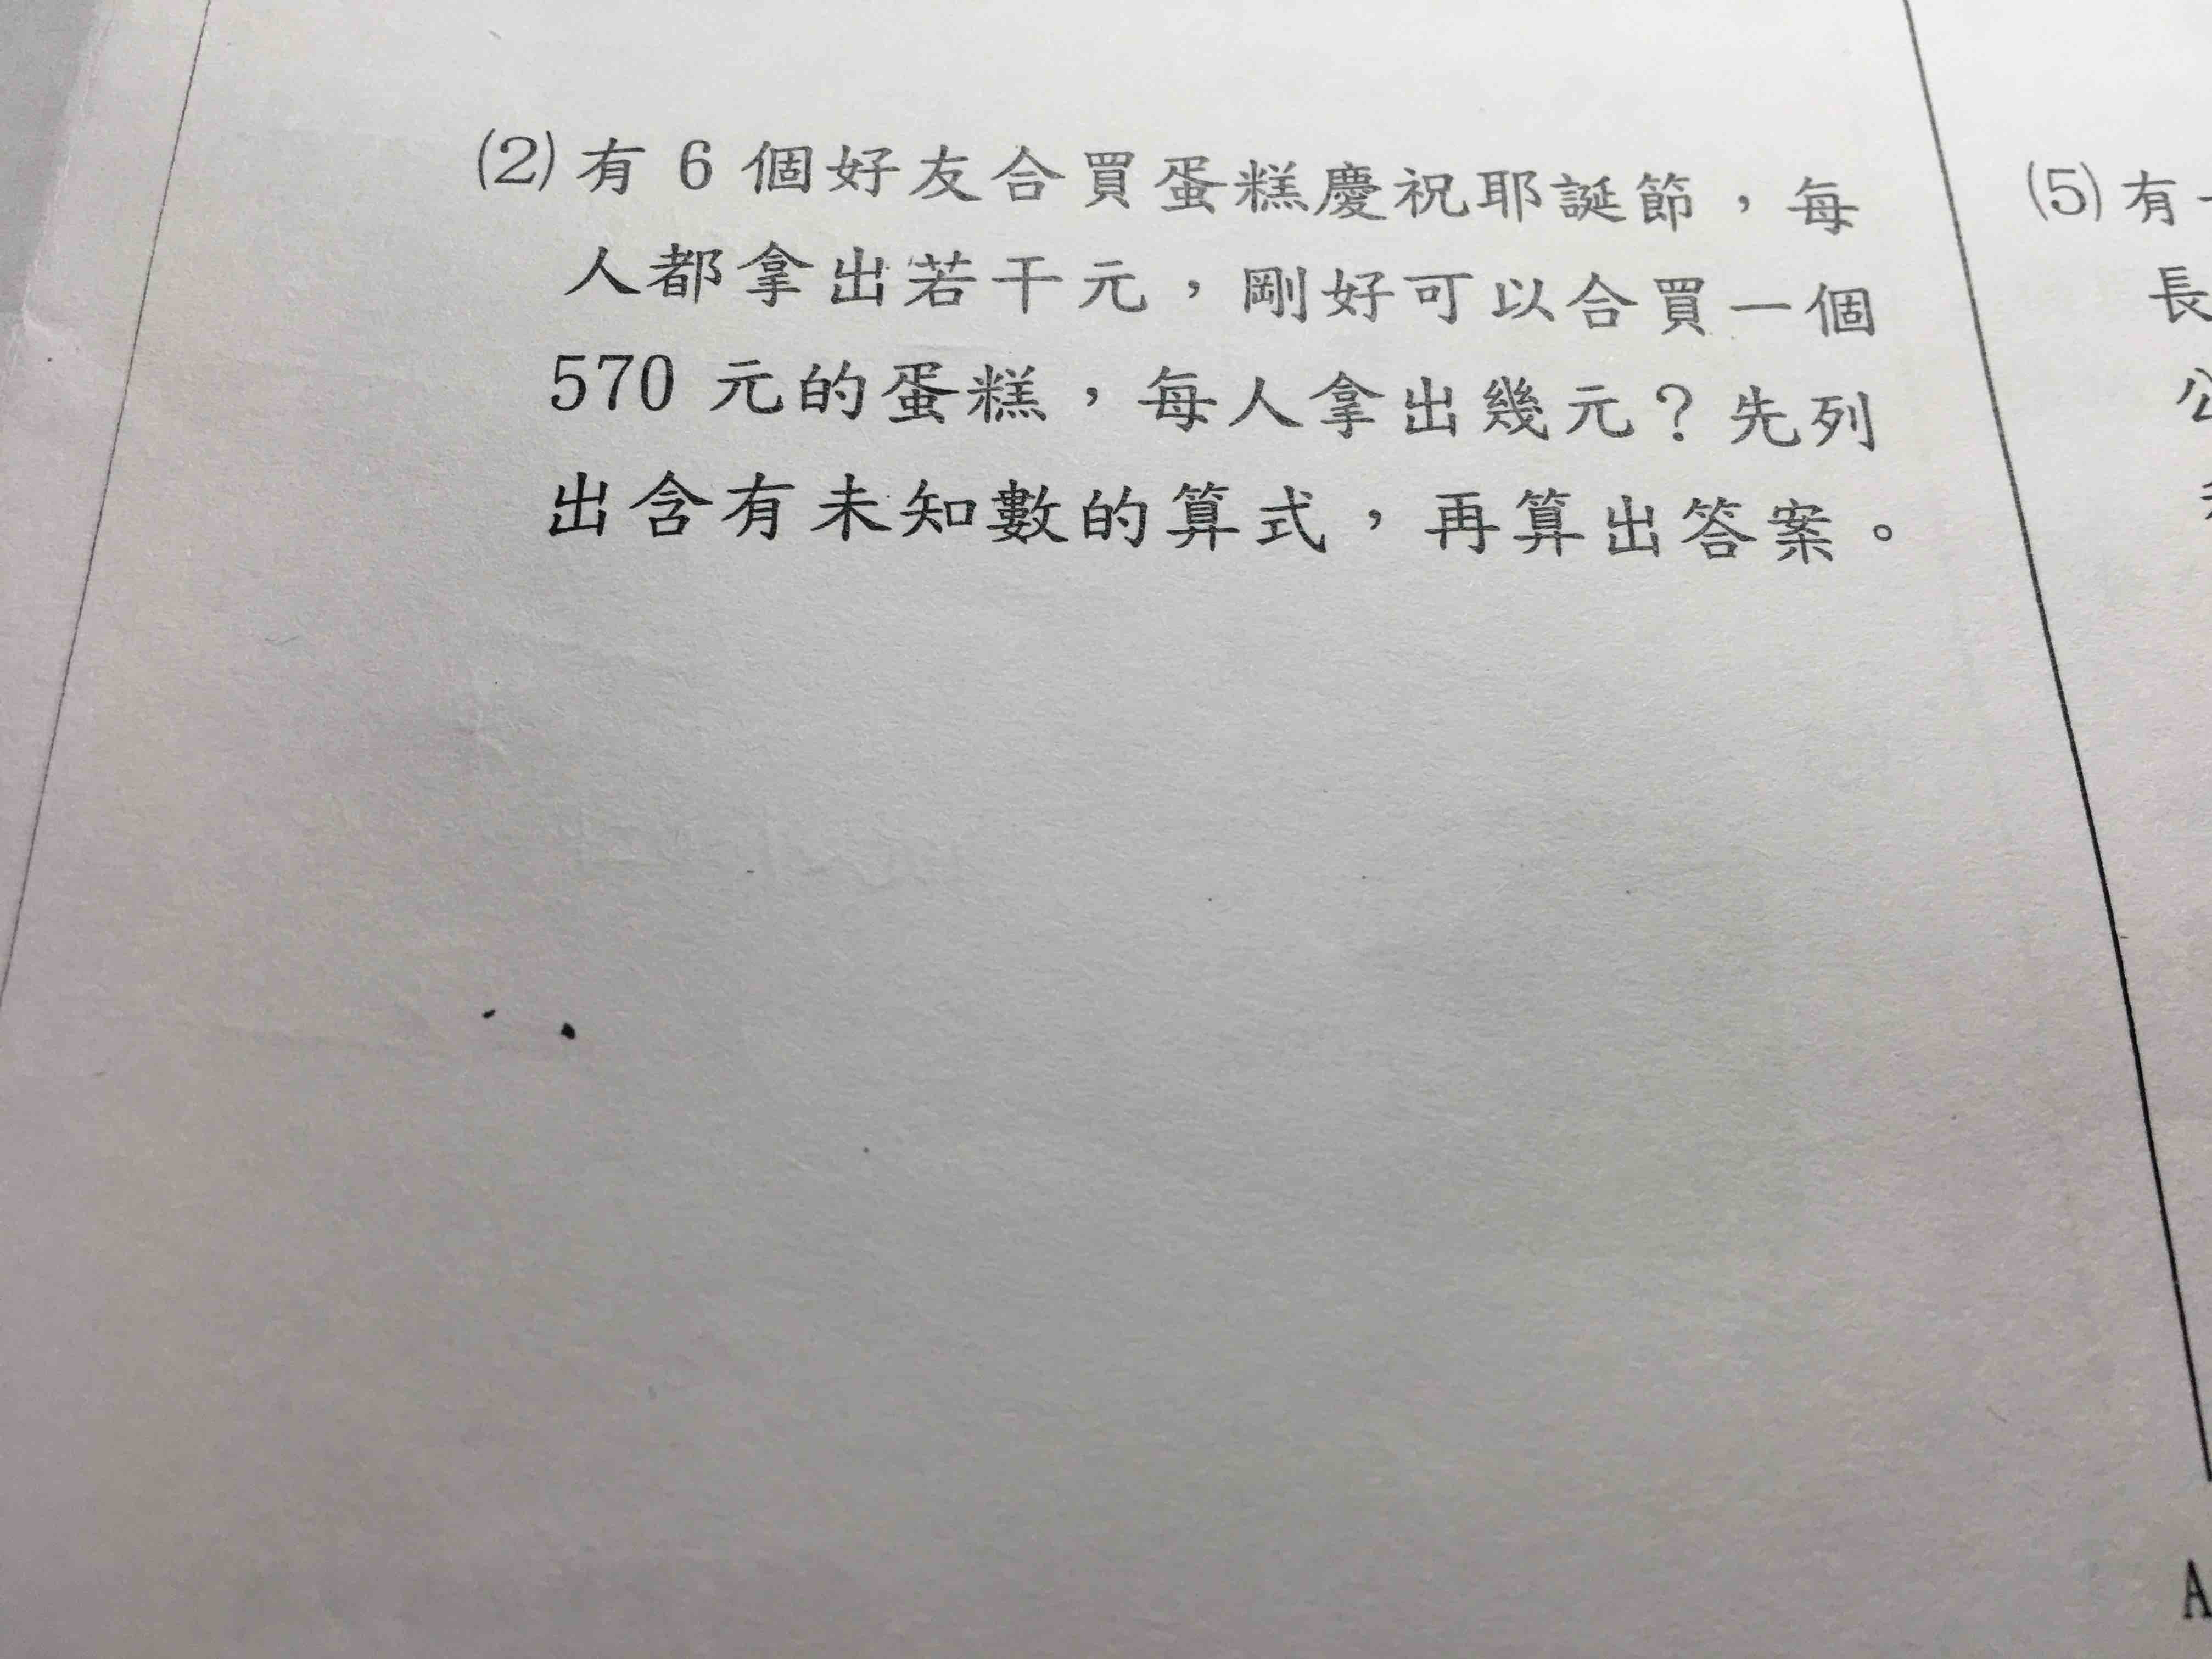 (2) 有 6 個好友合買蛋糕慶祝耶誕節，每
人都拿出若干元，剛好可以合買一個
570 元的蛋糕，每人拿出幾元？先列
出含有未知數的算式，再算出答案。
(5) 有
長
公
A